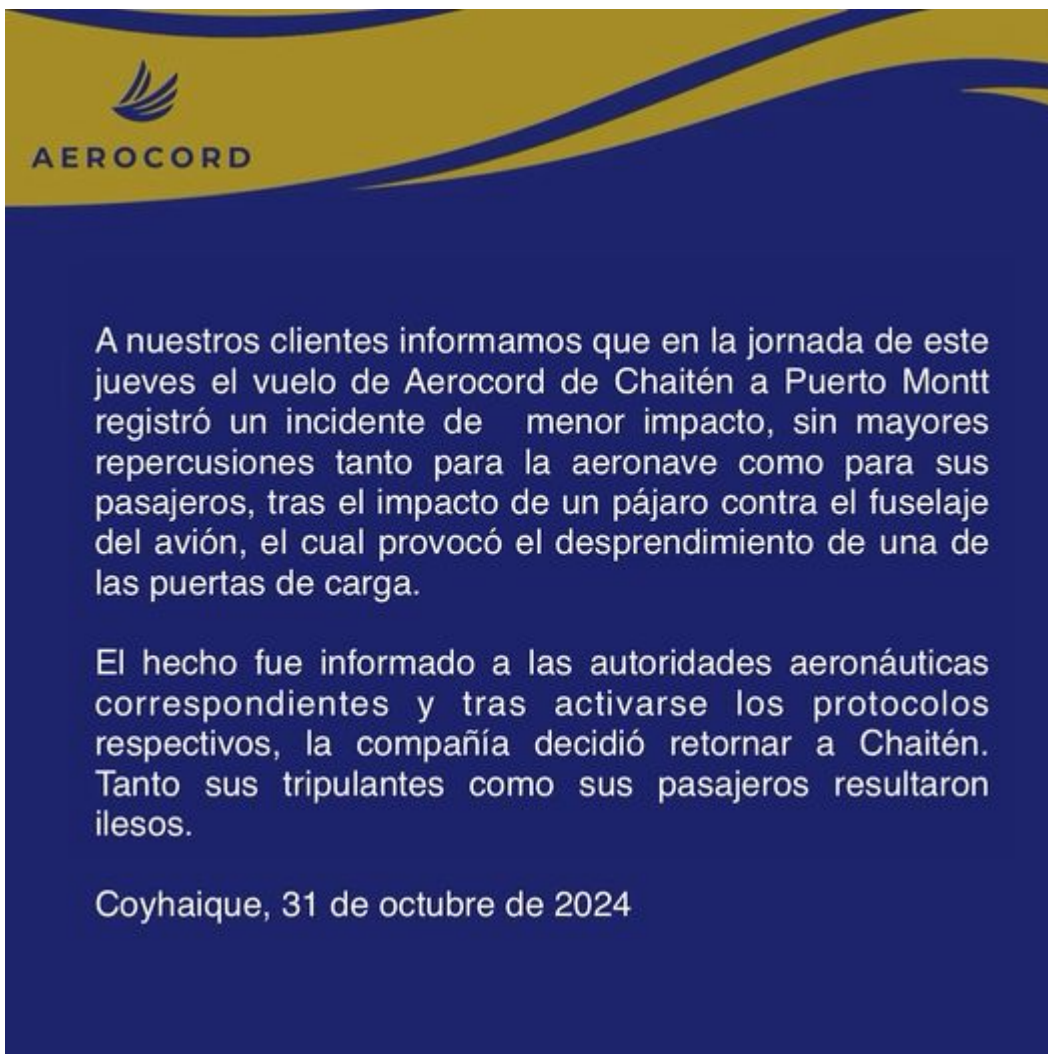 AEROCORD
A nuestros clientes informamos que en la jornada de este
jueves el vuelo de Aerocord de Chaitén a Puerto Montt
registró un incidente de menor impacto, sin mayores
repercusiones tanto para la aeronave como para sus
pasajeros, tras el impacto de un pájaro contra el fuselaje
del avión, el cual provocó el desprendimiento de una de
las puertas de carga.
El hecho fue informado a las autoridades aeronáuticas
correspondientes y tras activarse los protocolos
respectivos, la compañía decidió retornar a Chaitén.
Tanto sus tripulantes como sus pasajeros resultaron
ilesos.
Coyhaique, 31 de octubre de 2024